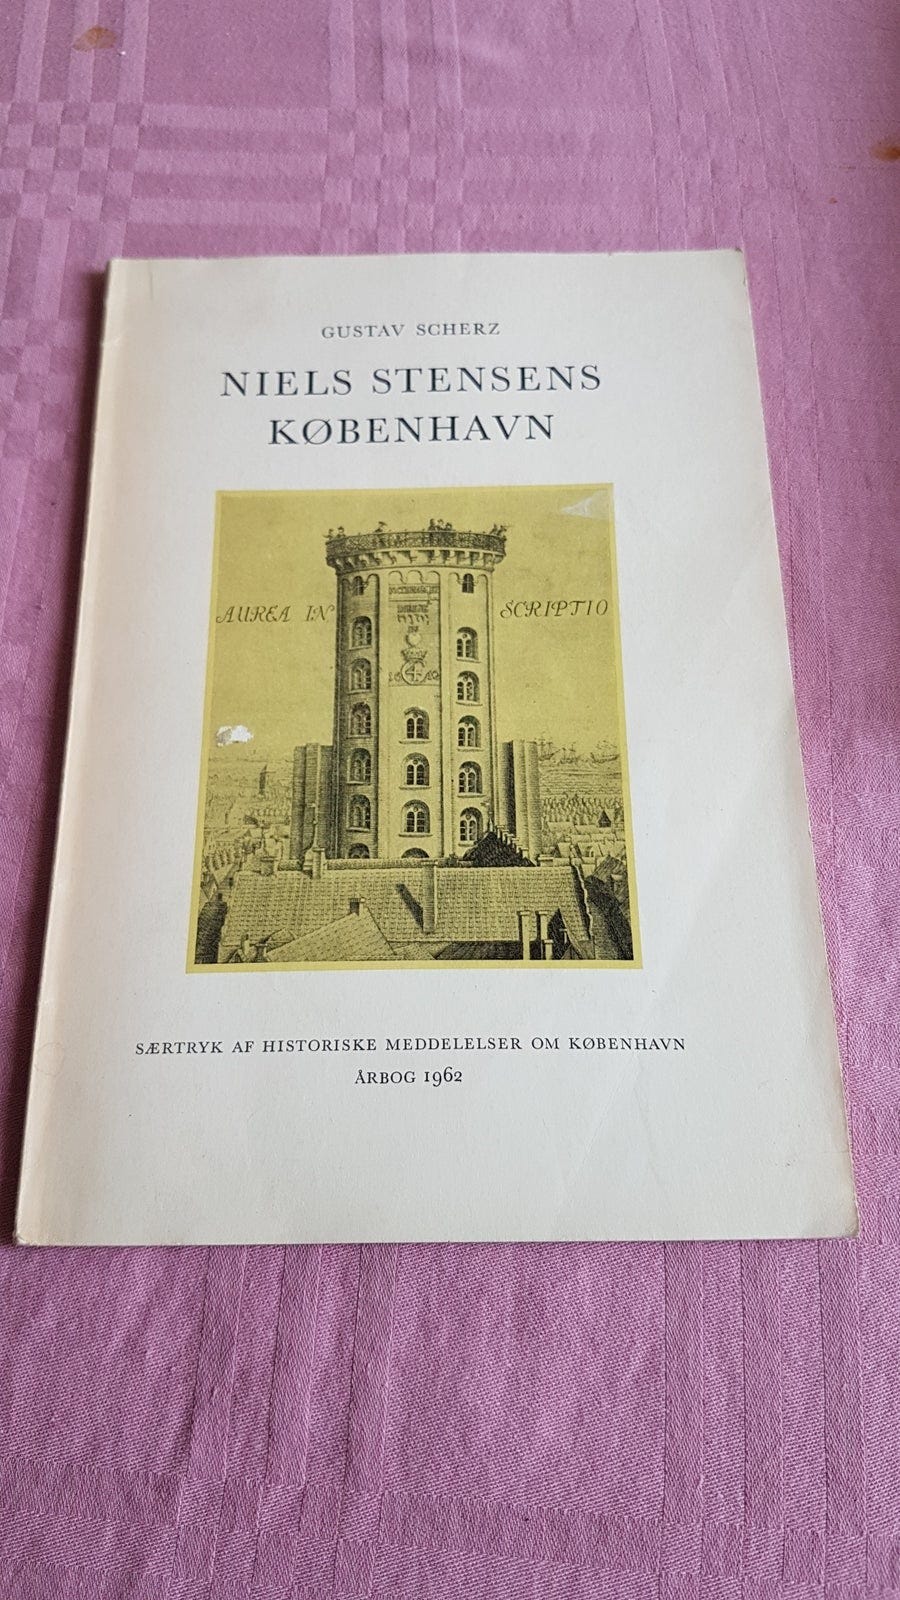 GUSTAV SCHERZ
NIELS STENSENS
KØBENHAVN
AUREA IN SCRIPTIO
SÆRTRYK AF HISTORISKE MEDDELELSER OM KØBENHAVN
ÅRBOG 1962